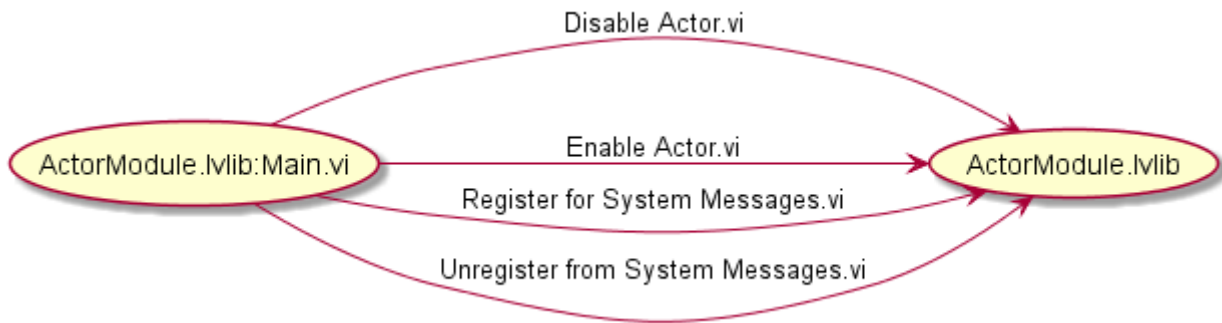 Disable Actor.vi
ActorModule.lvlib:Main.vi
Enable Actor.vi
ActorModule.lvlib
Register for System Messages.vi
Unregister from System Messages.vi